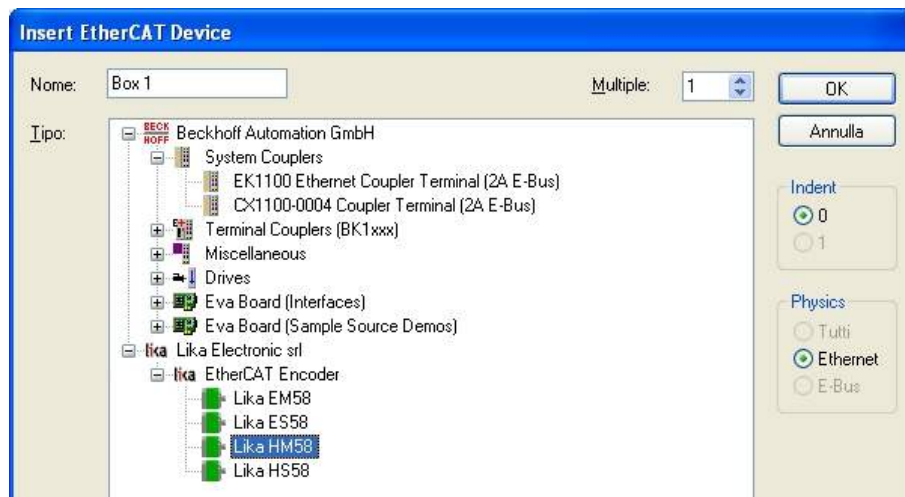 Insert EtherCAT Device
Nome: Box 1 Multiple: 1 OK
Annulla
Tipo: BECKHOFF Beckhoff Automation GmbH
System Couplers
EK1100 Ethernet Coupler Terminal (2A E-Bus)
CX1100-0004 Coupler Terminal (2A E-Bus)
Terminal Couplers (BK1xxx)
Miscellaneous
Drives
Eva Board (Interfaces)
Eva Board (Sample Source Demos)
lika Lika Electronic srl
lika EtherCAT Encoder
Lika EM58
Lika ES58
Lika HM58
Lika HS58
Indent
0
1
Physics
Tutti
Ethernet
E-Bus